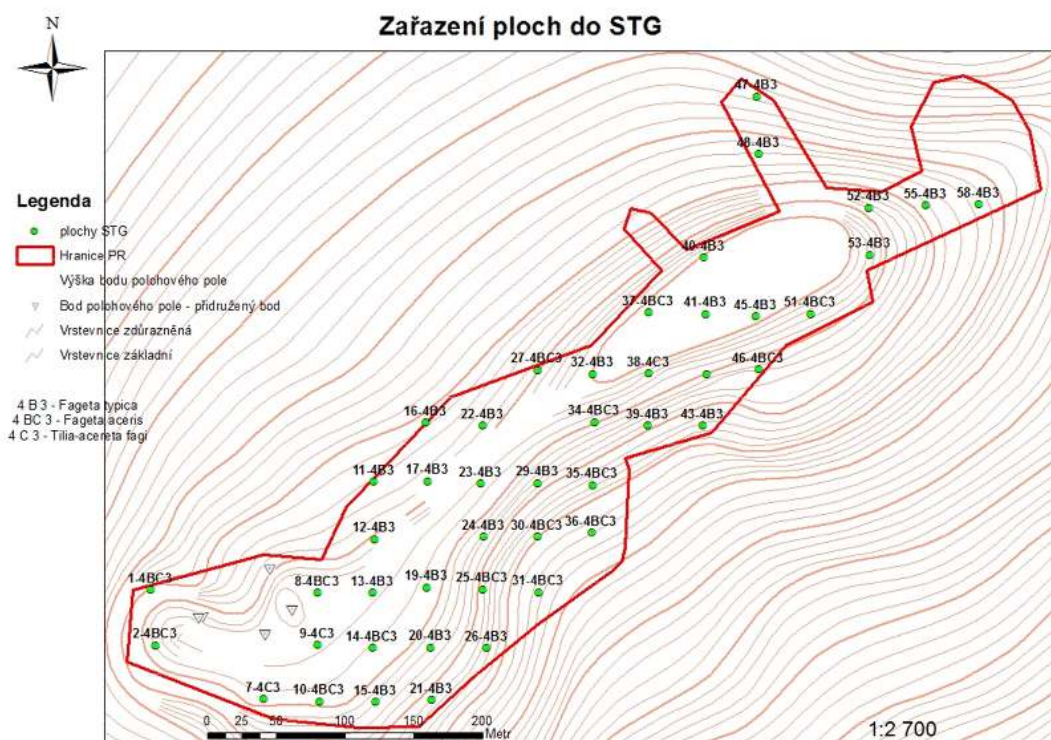 Zařazení ploch do STG
N
47-4B3
48-4B3
52-4B3 55-4B3 58-4B3
Legenda
plochy STG
Hranice PR
Výška bodu polohového pole
Bod polohového pole - přidružený bod
Vrstevnice zdůrazněná
Vrstevnice základní
4 B 3 - Fageta typica
4 BC 3 - Fageta aceris
4 C 3 - Tilia-acereta fagi
40-4B3 53-4B3
37-4BC3 41-4B3 45-4B3 51-4BC3
27-4BC3 32-4B3 38-4C3 46-4BC3
16-4B3 22-4B3 34-4BC3 39-4B3 43-4B3
11-4B3 17-4B3 23-4B3 29-4B3 35-4BC3
12-4B3 24-4B3 30-4BC3 36-4BC3
1-4BC3 8-4BC3 13-4B3 19-4B3 25-4BC3 31-4BC3
2-4BC3 9-4C3 14-4BC3 20-4B3 26-4B3
7-4C3 10-4BC3 15-4B3 21-4B3
0 25 50 100 150 200
Metr
1:2 700